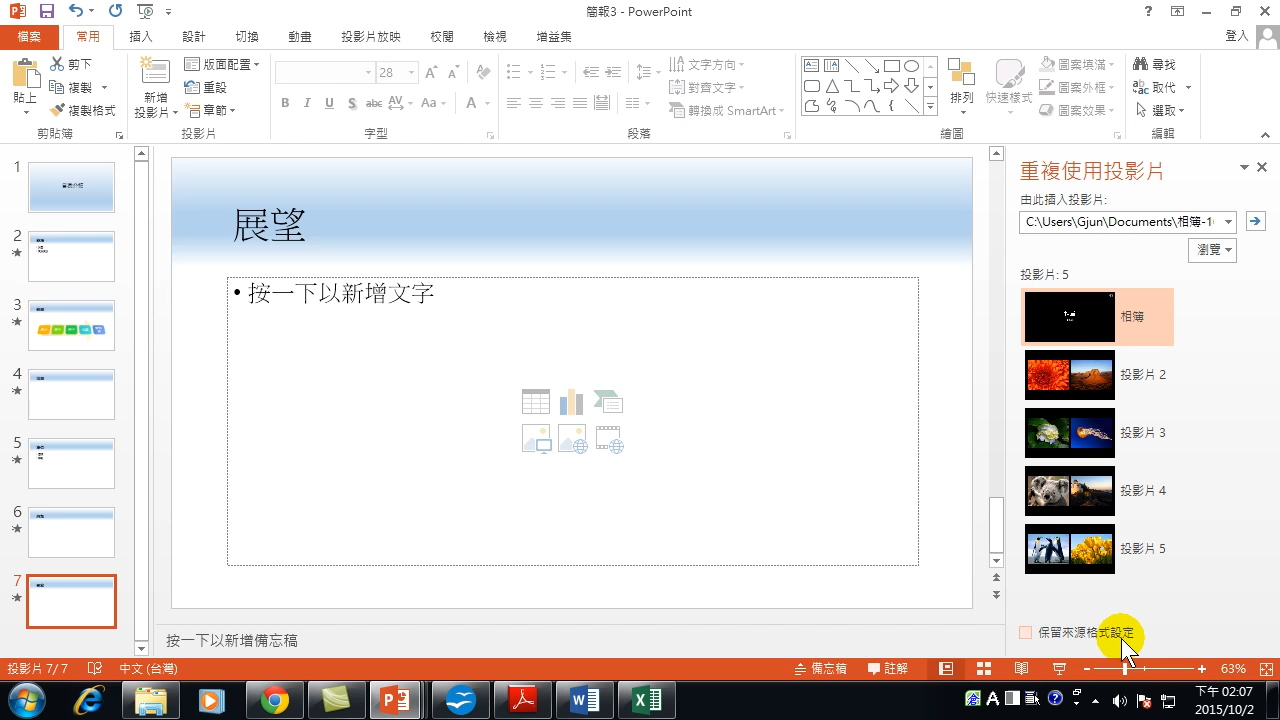 簡報3 - PowerPoint
檔案
常用
插入
設計
切換
動畫
投影片放映
校閱
檢視
增益集
登入
貼上
剪下
複製
複製格式
剪貼簿
新增
投影片
版面配置
重設
章節
投影片
28
B I U S abc AV Aa A
字型
文字方向
對齊文字
轉換成 SmartArt
段落
排列
快速樣式
圖案填滿
圖案外框
圖案效果
繪圖
尋找
取代
選取
編輯
1
2
3
4
5
6
7
展望
• 按一下以新增文字
按一下以新增備忘稿
重複使用投影片
由此插入投影片:
C:\Users\Gjun\Documents\相簿-1
瀏覽
投影片: 5
相簿
投影片 2
投影片 3
投影片 4
投影片 5
保留來源格式設定
投影片 7/ 7
中文 (台灣)
備忘稿
註解
63%
下午 02:07
2015/10/2